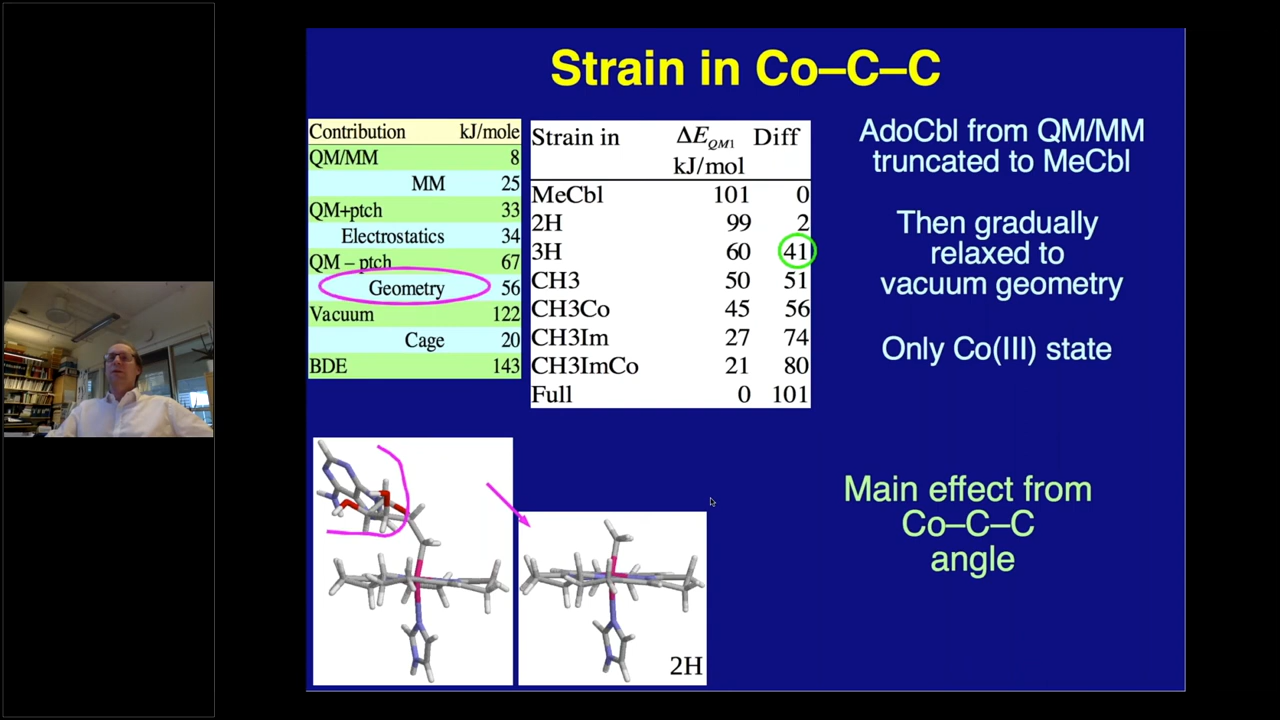 Strain in Co–C–C
Contribution kJ/mole
QM/MM 8
MM 25
QM+ptch 33
Electrostatics 34
QM – ptch 67
Geometry 56
Vacuum 122
Cage 20
BDE 143
Strain in ΔE_QM1 Diff
kJ/mol
MeCbl 101 0
2H 99 2
3H 60 41
CH3 50 51
CH3Co 45 56
CH3Im 27 74
CH3ImCo 21 80
Full 0 101
AdoCbl from QM/MM
truncated to MeCbl
Then gradually
relaxed to
vacuum geometry
Only Co(III) state
Main effect from
Co–C–C
angle
2H